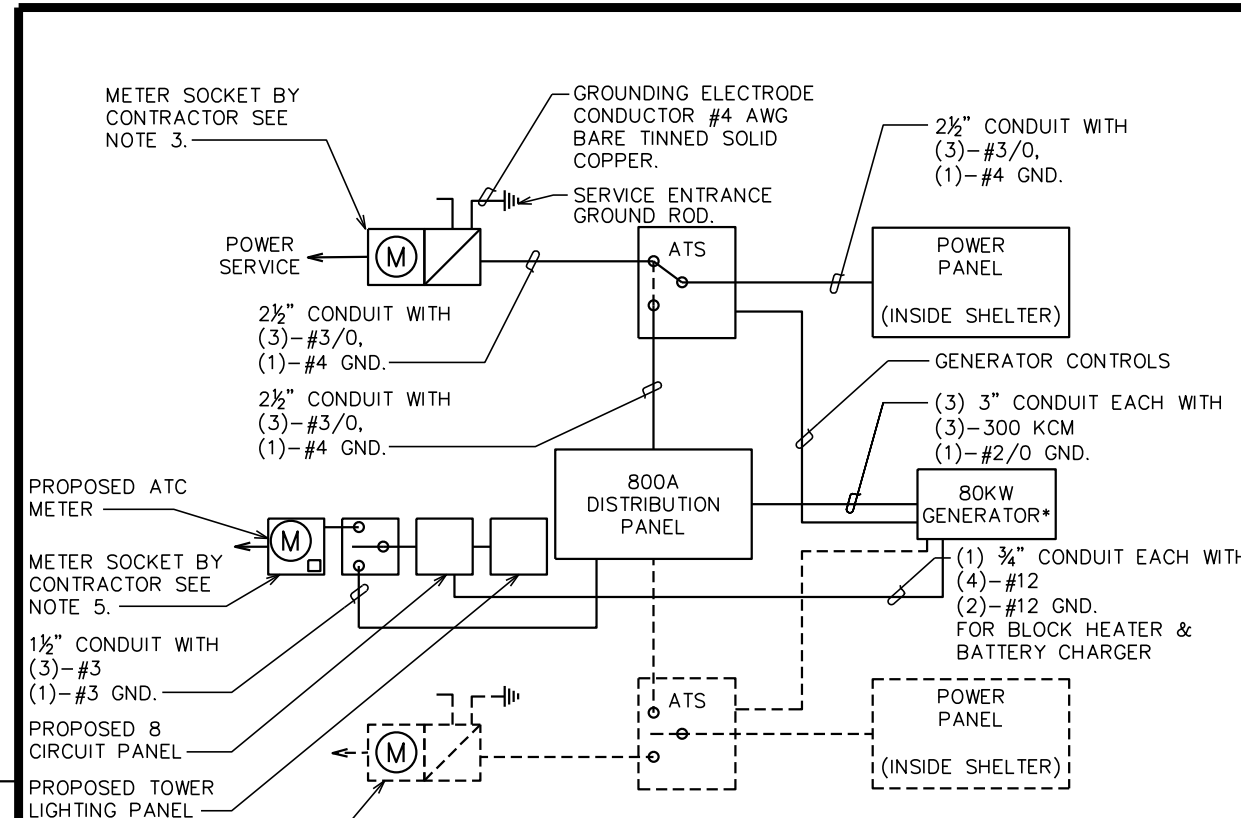 METER SOCKET BY
CONTRACTOR SEE
NOTE 3.
GROUNDING ELECTRODE
CONDUCTOR #4 AWG
BARE TINNED SOLID
COPPER.
SERVICE ENTRANCE
GROUND ROD.
2½" CONDUIT WITH
(3)-#3/0,
(1)-#4 GND.
POWER
SERVICE
M
ATS
POWER
PANEL
(INSIDE SHELTER)
2½" CONDUIT WITH
(3)-#3/0,
(1)-#4 GND.
GENERATOR CONTROLS
2½" CONDUIT WITH
(3)-#3/0,
(1)-#4 GND.
(3) 3" CONDUIT EACH WITH
(3)-300 KCM
(1)-#2/0 GND.
800A
DISTRIBUTION
PANEL
80KW
GENERATOR*
PROPOSED ATC
METER
M
METER SOCKET BY
CONTRACTOR SEE
NOTE 5.
(1) ¾" CONDUIT EACH WITH
(4)-#12
(2)-#12 GND.
FOR BLOCK HEATER &
BATTERY CHARGER
1½" CONDUIT WITH
(3)-#3
(1)-#3 GND.
PROPOSED 8
CIRCUIT PANEL
PROPOSED TOWER
LIGHTING PANEL
M
ATS
POWER
PANEL
(INSIDE SHELTER)